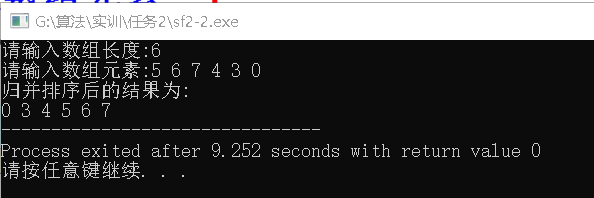 G:\算法\实训\任务2\sf2-2.exe
请输入数组长度:6
请输入数组元素:5 6 7 4 3 0
归并排序后的结果为:
0 3 4 5 6 7
--------------------------------
Process exited after 9.252 seconds with return value 0
请按任意键继续. . .